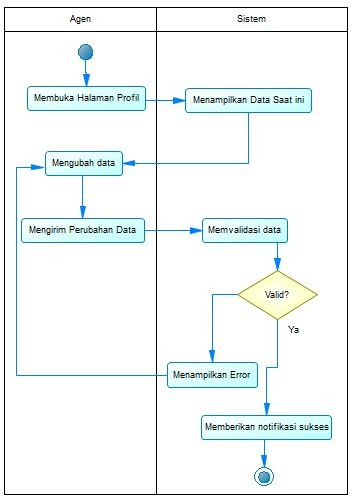 Agen
Sistem
Membuka Halaman Profil
Menampilkan Data Saat ini
Mengubah data
Mengirim Perubahan Data
Memvalidasi data
Valid?
Ya
Menampilkan Error
Memberikan notifikasi sukses